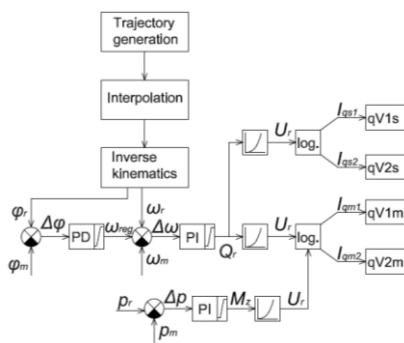 Trajectory
generation
Interpolation
Inverse
kinematics
φr
Δφ
φm
PD
ωreg
ωr
Δω
ωm
PI
Qr
Ur
log.
Iqs1
qV1s
Iqs2
qV2s
Ur
log.
Iqm1
qV1m
Iqm2
qV2m
pr
Δp
pm
PI
Mz
Ur